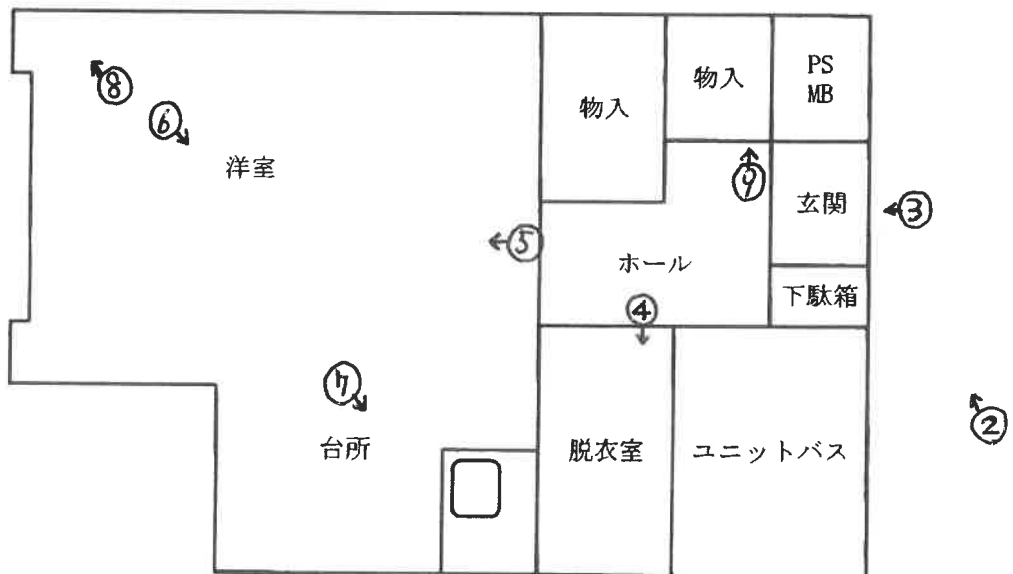 物入
物入
PS
MB
⑧
⑥
洋室
⑨
玄関
③
⑤
ホール
下駄箱
④
⑦
②
台所
脱衣室
ユニットバス